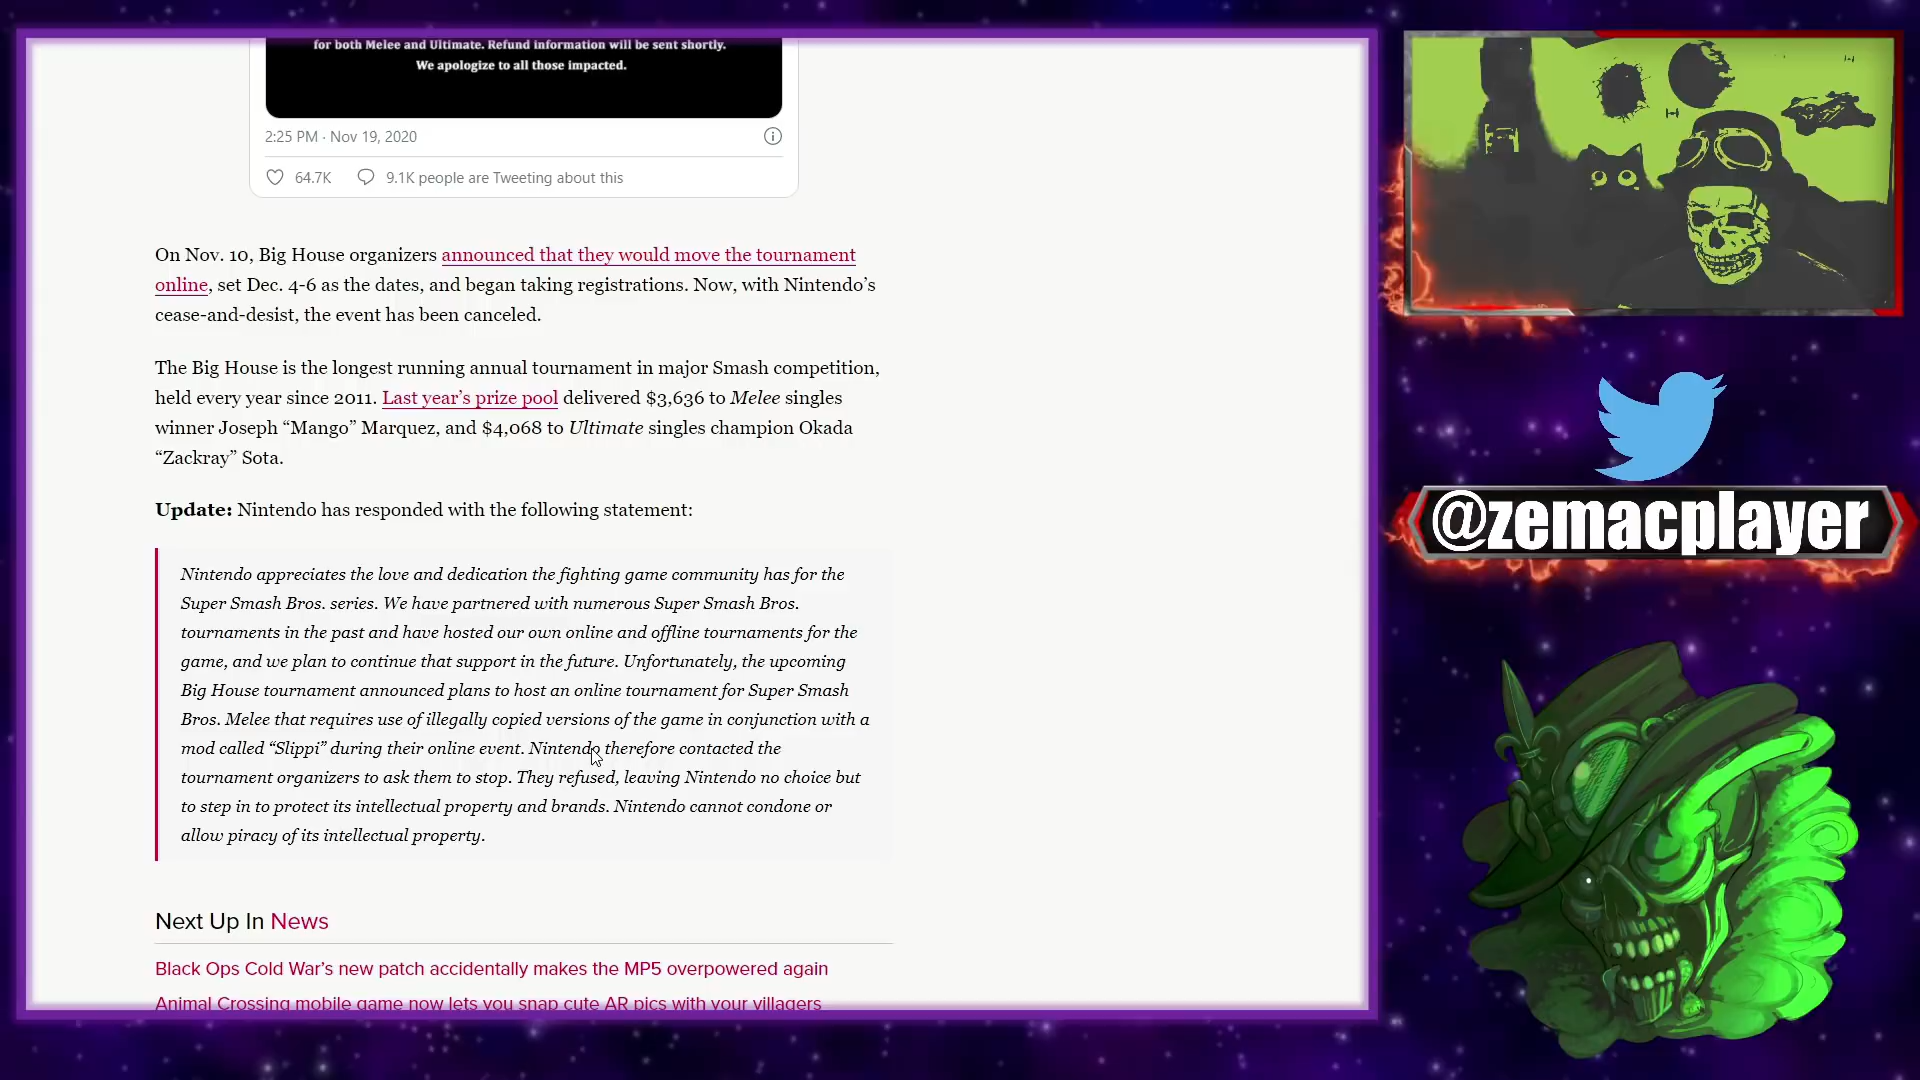 for both Melee and Ultimate. Refund information will be sent shortly.
We apologize to all those impacted.
2:25 PM · Nov 19, 2020
64.7K 9.1K people are Tweeting about this
On Nov. 10, Big House organizers announced that they would move the tournament
online, set Dec. 4-6 as the dates, and began taking registrations. Now, with Nintendo’s
cease-and-desist, the event has been canceled.
The Big House is the longest running annual tournament in major Smash competition,
held every year since 2011. Last year’s prize pool delivered $3,636 to Melee singles
winner Joseph “Mango” Marquez, and $4,068 to Ultimate singles champion Okada
“Zackray” Sota.
Update: Nintendo has responded with the following statement:
Nintendo appreciates the love and dedication the fighting game community has for the
Super Smash Bros. series. We have partnered with numerous Super Smash Bros.
tournaments in the past and have hosted our own online and offline tournaments for the
game, and we plan to continue that support in the future. Unfortunately, the upcoming
Big House tournament announced plans to host an online tournament for Super Smash
Bros. Melee that requires use of illegally copied versions of the game in conjunction with a
mod called “Slippi” during their online event. Nintendo therefore contacted the
tournament organizers to ask them to stop. They refused, leaving Nintendo no choice but
to step in to protect its intellectual property and brands. Nintendo cannot condone or
allow piracy of its intellectual property.
Next Up In News
Black Ops Cold War’s new patch accidentally makes the MP5 overpowered again
Animal Crossing mobile game now lets you snap cute AR pics with your villagers
@zemacplayer